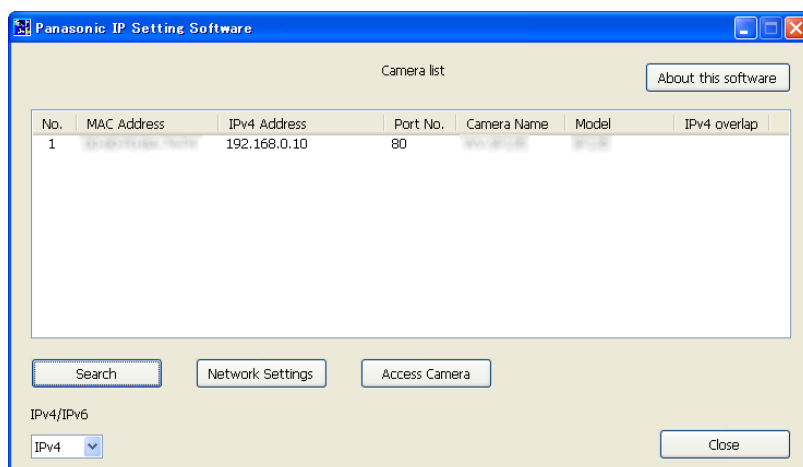 Panasonic IP Setting Software
Camera list
About this software
No. MAC Address IPv4 Address Port No. Camera Name Model IPv4 overlap
1 192.168.0.10 80
Search Network Settings Access Camera
IPv4/IPv6
IPv4 Close